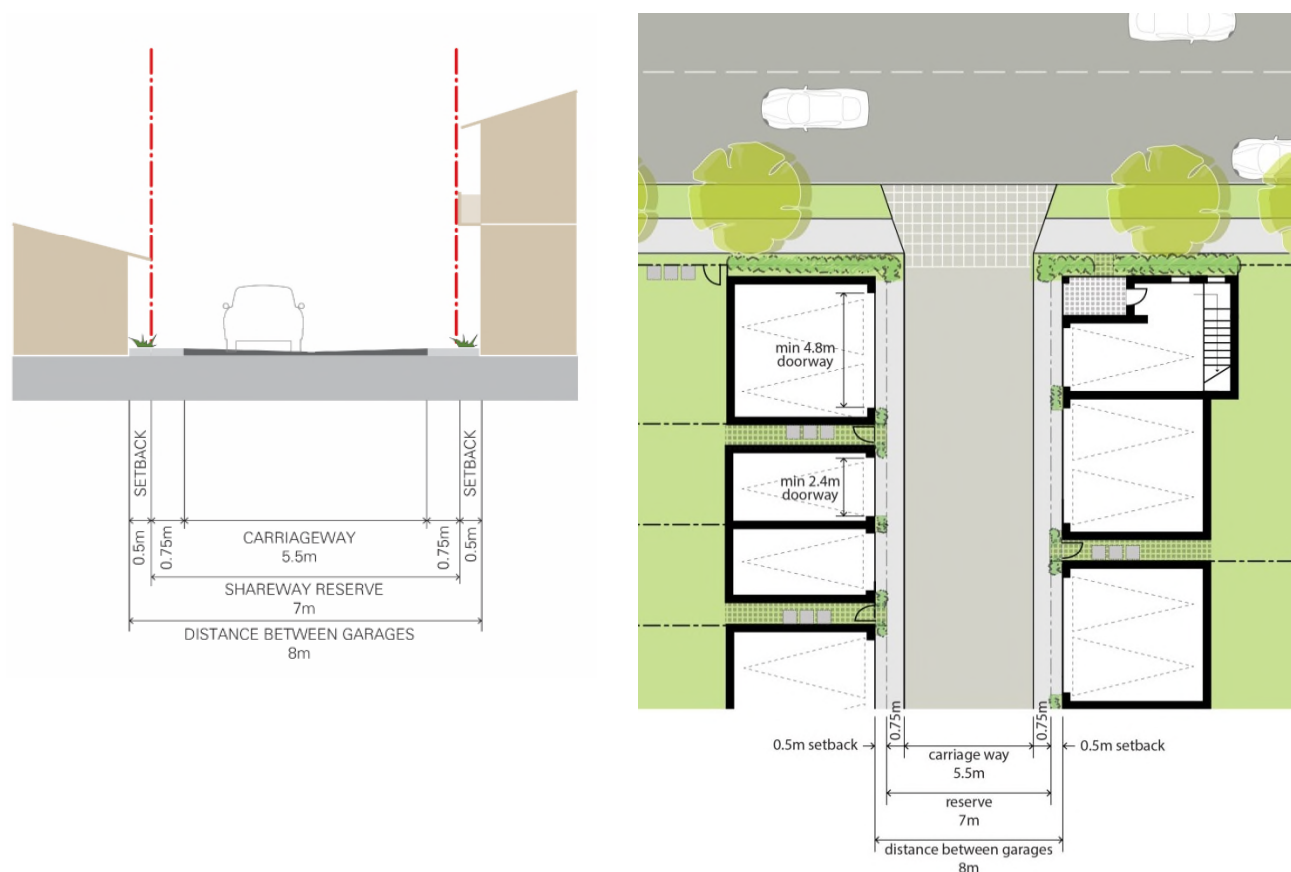 SETBACK
SETBACK
0.5m
0.75m
CARRIAGEWAY
5.5m
0.75m
0.5m
SHAREWAY RESERVE
7m
DISTANCE BETWEEN GARAGES
8m
min 4.8m
doorway
min 2.4m
doorway
0.75m
0.75m
0.5m setback
carriage way
5.5m
0.5m setback
reserve
7m
distance between garages
8m